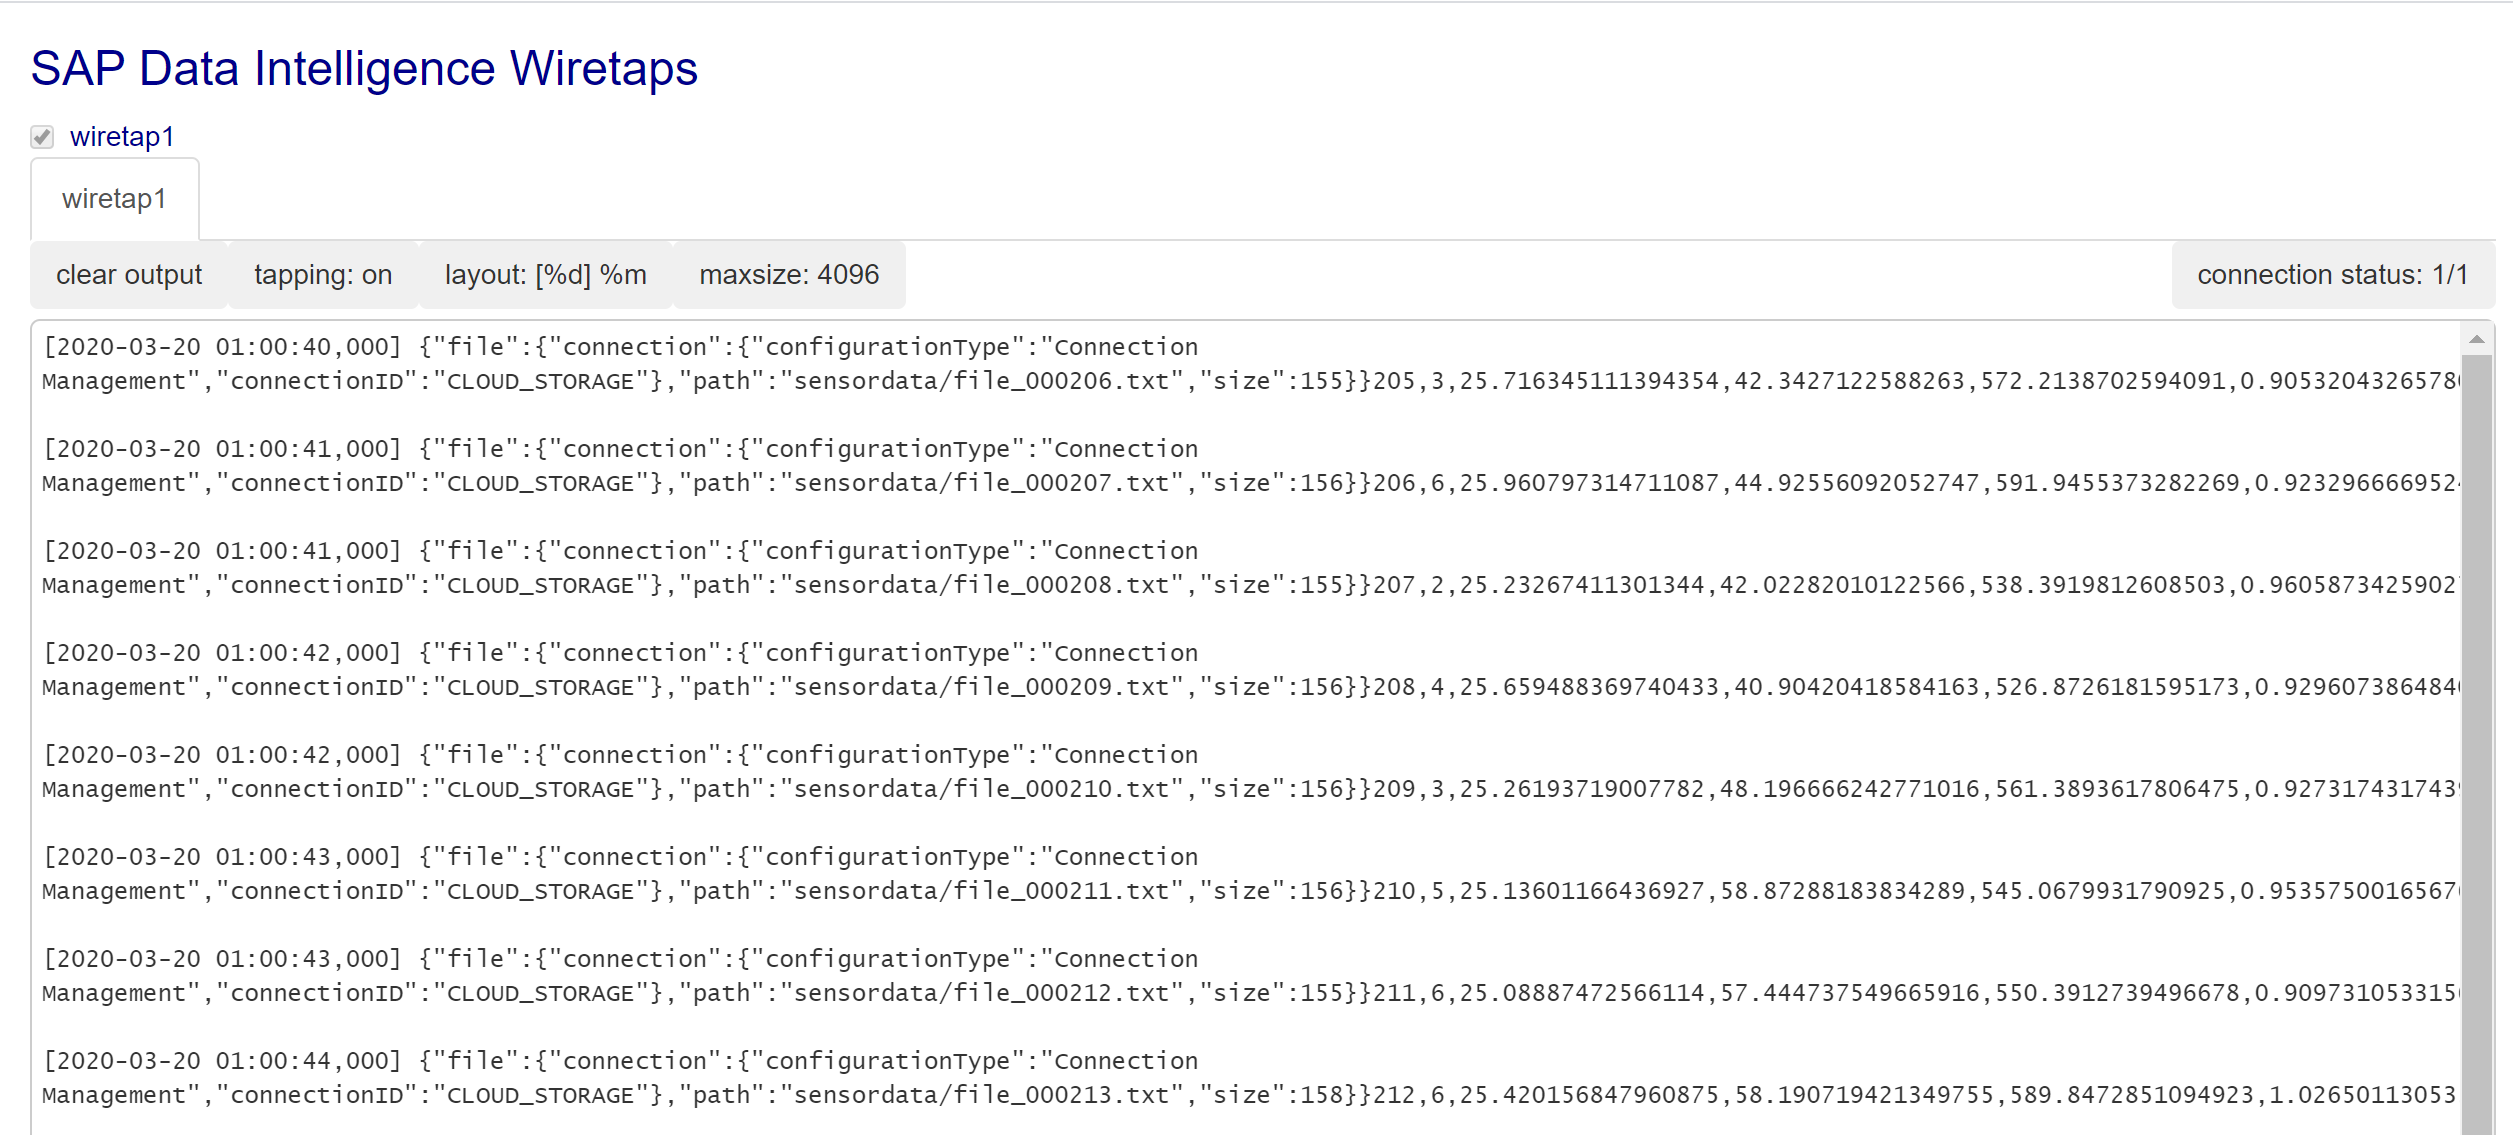 SAP Data Intelligence Wiretaps
wiretap1
wiretap1
clear output tapping: on layout: [%d] %m maxsize: 4096 connection status: 1/1
[2020-03-20 01:00:40,000] {"file":{"connection":{"configurationType":"Connection
Management","connectionID":"CLOUD_STORAGE"},"path":"sensordata/file_000206.txt","size":155}}205,3,25.716345111394354,42.3427122588263,572.2138702594091,0.9053204326578
[2020-03-20 01:00:41,000] {"file":{"connection":{"configurationType":"Connection
Management","connectionID":"CLOUD_STORAGE"},"path":"sensordata/file_000207.txt","size":156}}206,6,25.960797314711087,44.92556092052747,591.9455373282269,0.9232966669524
[2020-03-20 01:00:41,000] {"file":{"connection":{"configurationType":"Connection
Management","connectionID":"CLOUD_STORAGE"},"path":"sensordata/file_000208.txt","size":155}}207,2,25.23267411301344,42.02282010122566,538.3919812608503,0.9605873425902
[2020-03-20 01:00:42,000] {"file":{"connection":{"configurationType":"Connection
Management","connectionID":"CLOUD_STORAGE"},"path":"sensordata/file_000209.txt","size":156}}208,4,25.659488369740433,40.90420418584163,526.8726181595173,0.929607386484
[2020-03-20 01:00:42,000] {"file":{"connection":{"configurationType":"Connection
Management","connectionID":"CLOUD_STORAGE"},"path":"sensordata/file_000210.txt","size":156}}209,3,25.26193719007782,48.196666242771016,561.3893617806475,0.927317431743
[2020-03-20 01:00:43,000] {"file":{"connection":{"configurationType":"Connection
Management","connectionID":"CLOUD_STORAGE"},"path":"sensordata/file_000211.txt","size":156}}210,5,25.13601166436927,58.87288183834289,545.0679931790925,0.953575001656​7
[2020-03-20 01:00:43,000] {"file":{"connection":{"configurationType":"Connection
Management","connectionID":"CLOUD_STORAGE"},"path":"sensordata/file_000212.txt","size":155}}211,6,25.08887472566114,57.444737549665916,550.3912739496678,0.909731053315
[2020-03-20 01:00:44,000] {"file":{"connection":{"configurationType":"Connection
Management","connectionID":"CLOUD_STORAGE"},"path":"sensordata/file_000213.txt","size":158}}212,6,25.420156847960875,58.190719421349755,589.8472851094923,1.02650113053